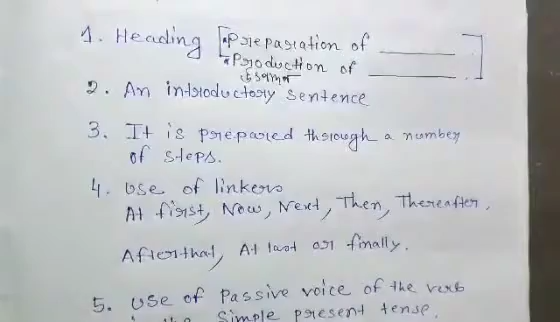 1. Heading [ Preparation of ______ ]
Production of ______
2. An introductory sentence
3. It is prepared through a number
of steps.
4. Use of linkers
At first, Now, Next, Then, Thereafter,
Afterthat, At last or finally.
5. Use of Passive voice of the verb
Simple present tense.